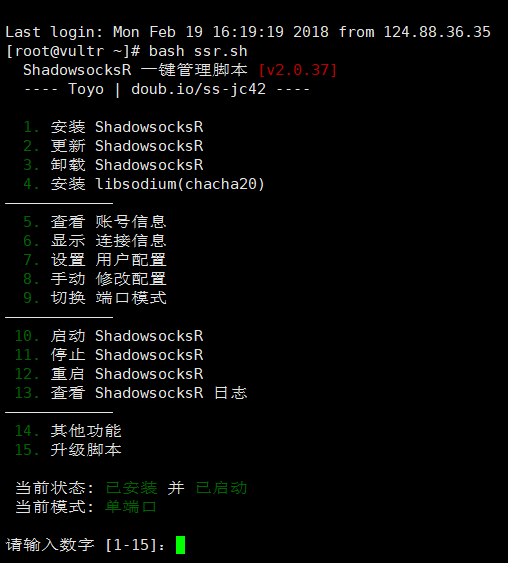 Last login: Mon Feb 19 16:19:19 2018 from 124.88.36.35
[root@vultr ~]# bash ssr.sh
ShadowsocksR 一键管理脚本 [v2.0.37]
---- Toyo | doub.io/ss-jc42 ----
1. 安装 ShadowsocksR
2. 更新 ShadowsocksR
3. 卸载 ShadowsocksR
4. 安装 libsodium(chacha20)
————————————
5. 查看 账号信息
6. 显示 连接信息
7. 设置 用户配置
8. 手动 修改配置
9. 切换 端口模式
————————————
10. 启动 ShadowsocksR
11. 停止 ShadowsocksR
12. 重启 ShadowsocksR
13. 查看 ShadowsocksR 日志
————————————
14. 其他功能
15. 升级脚本
当前状态: 已安装 并 已启动
当前模式: 单端口
请输入数字 [1-15]：